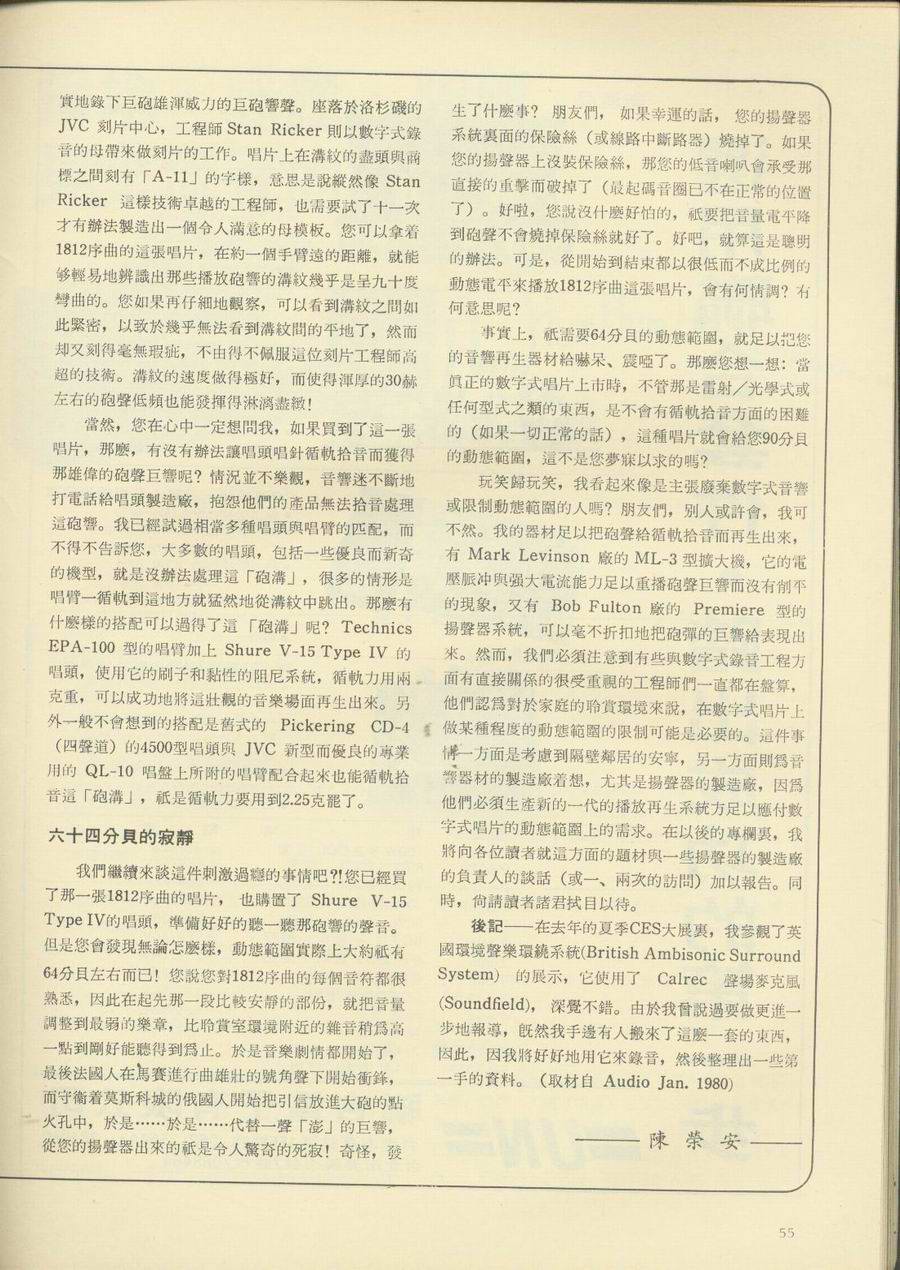 實地錄下巨砲雄渾威力的巨砲響聲。座落於洛杉磯的
JVC 刻片中心，工程師 Stan Ricker 則以數字式錄
音的母帶來做刻片的工作。唱片上在溝紋的盡頭與商
標之間刻有「A-11」的字樣，意思是說縱然像 Stan
Ricker 這樣技術卓越的工程師，也需要試了十一次
才有辦法製造出一個令人滿意的母模板。您可以拿着
1812序曲的這張唱片，在約一個手臂遠的距離，就能
够輕易地辨識出那些播放砲響的溝紋幾乎是呈九十度
彎曲的。您如果再仔細地觀察，可以看到溝紋之間如
此緊密，以致於幾乎無法看到溝紋間的平地了，然而
却又刻得毫無瑕疵，不由得不佩服這位刻片工程師高
超的技術。溝紋的速度做得極好，而使得渾厚的30赫
左右的砲聲低頻也能發揮得淋漓盡緻！
當然，您在心中一定想問我，如果買到了這一張
唱片，那麽，有沒有辦法讓唱頭唱針循軌拾音而獲得
那雄偉的砲聲巨響呢？情況並不樂觀，音響迷不斷地
打電話給唱頭製造廠，抱怨他們的產品無法拾音處理
這砲響。我已經試過相當多種唱頭與唱臂的匹配，而
不得不告訴您，大多數的唱頭，包括一些優良而新奇
的機型，就是沒辦法處理這「砲溝」，很多的情形是
唱臂一循軌到這地方就猛然地從溝紋中跳出。那麽有
什麽樣的搭配可以過得了這「砲溝」呢？Technics
EPA-100 型的唱臂加上 Shure V-15 Type IV 的
唱頭，使用它的刷子和黏性的阻尼系統，循軌力用兩
克重，可以成功地將這壯觀的音樂場面再生出來。另
外一般不會想到的搭配是舊式的 Pickering CD-4
（四聲道）的4500型唱頭與 JVC 新型而優良的專業
用的 QL-10 唱盤上所附的唱臂配合起來也能循軌拾
音這「砲溝」，祇是循軌力要用到2.25克罷了。
六十四分貝的寂靜
我們繼續來談這件刺激過癮的事情吧?!您已經買
了那一張1812序曲的唱片，也購置了 Shure V-15
Type IV的唱頭，準備好好的聽一聽那砲響的聲音。
但是您會發現無論怎麽樣，動態範圍實際上大約祇有
64分貝左右而已！您說您對1812序曲的每個音符都很
熟悉，因此在起先那一段比較安靜的部份，就把音量
調整到最弱的樂章，比聆賞室環境附近的雜音稍爲高
一點到剛好能聽得到爲止。於是音樂劇情都開始了，
最後法國人在馬賽進行曲雄壯的號角聲下開始衝鋒，
而守衞着莫斯科城的俄國人開始把引信放進大砲的點
火孔中，於是……於是……代替一聲「澎」的巨響，
從您的揚聲器出來的祇是令人驚奇的死寂！奇怪，發
生了什麽事？朋友們，如果幸運的話，您的揚聲器
系統裏面的保險絲（或線路中斷路器）燒掉了。如果
您的揚聲器上沒裝保險絲，那您的低音喇叭會承受那
直接的重擊而破掉了（最起碼音圈已不在正常的位置
了）。好啦，您說沒什麽好怕的，祇要把音量電平降
到砲聲不會燒掉保險絲就好了。好吧，就算這是聰明
的辦法。可是，從開始到結束都以很低而不成比例的
動態電平來播放1812序曲這張唱片，會有何情調？有
何意思呢？
事實上，祇需要64分貝的動態範圍，就足以把您
的音響再生器材給嚇呆、震啞了。那麽您想一想：當
眞正的數字式唱片上市時，不管那是雷射／光學式或
任何型式之類的東西，是不會有循軌拾音方面的困難
的（如果一切正常的話），這種唱片就會給您90分貝
的動態範圍，這不是您夢寐以求的嗎？
玩笑歸玩笑，我看起來像是主張廢棄數字式音響
或限制動態範圍的人嗎？朋友們，別人或許會，我可
不然。我的器材足以把砲聲給循軌拾音而再生出來，
有 Mark Levinson 廠的 ML-3 型擴大機，它的電
壓脈冲與強大電流能力足以重播砲聲巨響而沒有削平
的現象，又有 Bob Fulton 廠的 Premiere 型的
揚聲器系統，可以毫不折扣地把砲彈的巨響給表現出
來。然而，我們必須注意到有些與數字式錄音工程方
面有直接關係的很受重視的工程師們一直都在盤算，
他們認爲對於家庭的聆賞環境來說，在數字式唱片上
做某種程度的動態範圍的限制可能是必要的。這件事
情一方面是考慮到隔壁鄰居的安寧，另一方面則爲音
響器材的製造廠着想，尤其是揚聲器的製造廠，因爲
他們必須生產新的一代的播放再生系統方足以應付數
字式唱片的動態範圍上的需求。在以後的專欄裏，我
將向各位讀者就這方面的題材與一些揚聲器的製造廠
的負責人的談話（或一、兩次的訪問）加以報告。同
時，尙請讀者諸君拭目以待。
後記——在去年的夏季CES大展裏，我參觀了英
國環境聲樂環繞系統(British Ambisonic Surround
System) 的展示，它使用了 Calrec 聲場麥克風
(Soundfield)，深覺不錯。由於我曾說過要做更進一
步地報導，旣然我手邊有人搬來了這麽一套的東西，
因此，因我將好好地用它來錄音，然後整理出一些第
一手的資料。（取材自 Audio Jan. 1980）
——陳榮安——
55